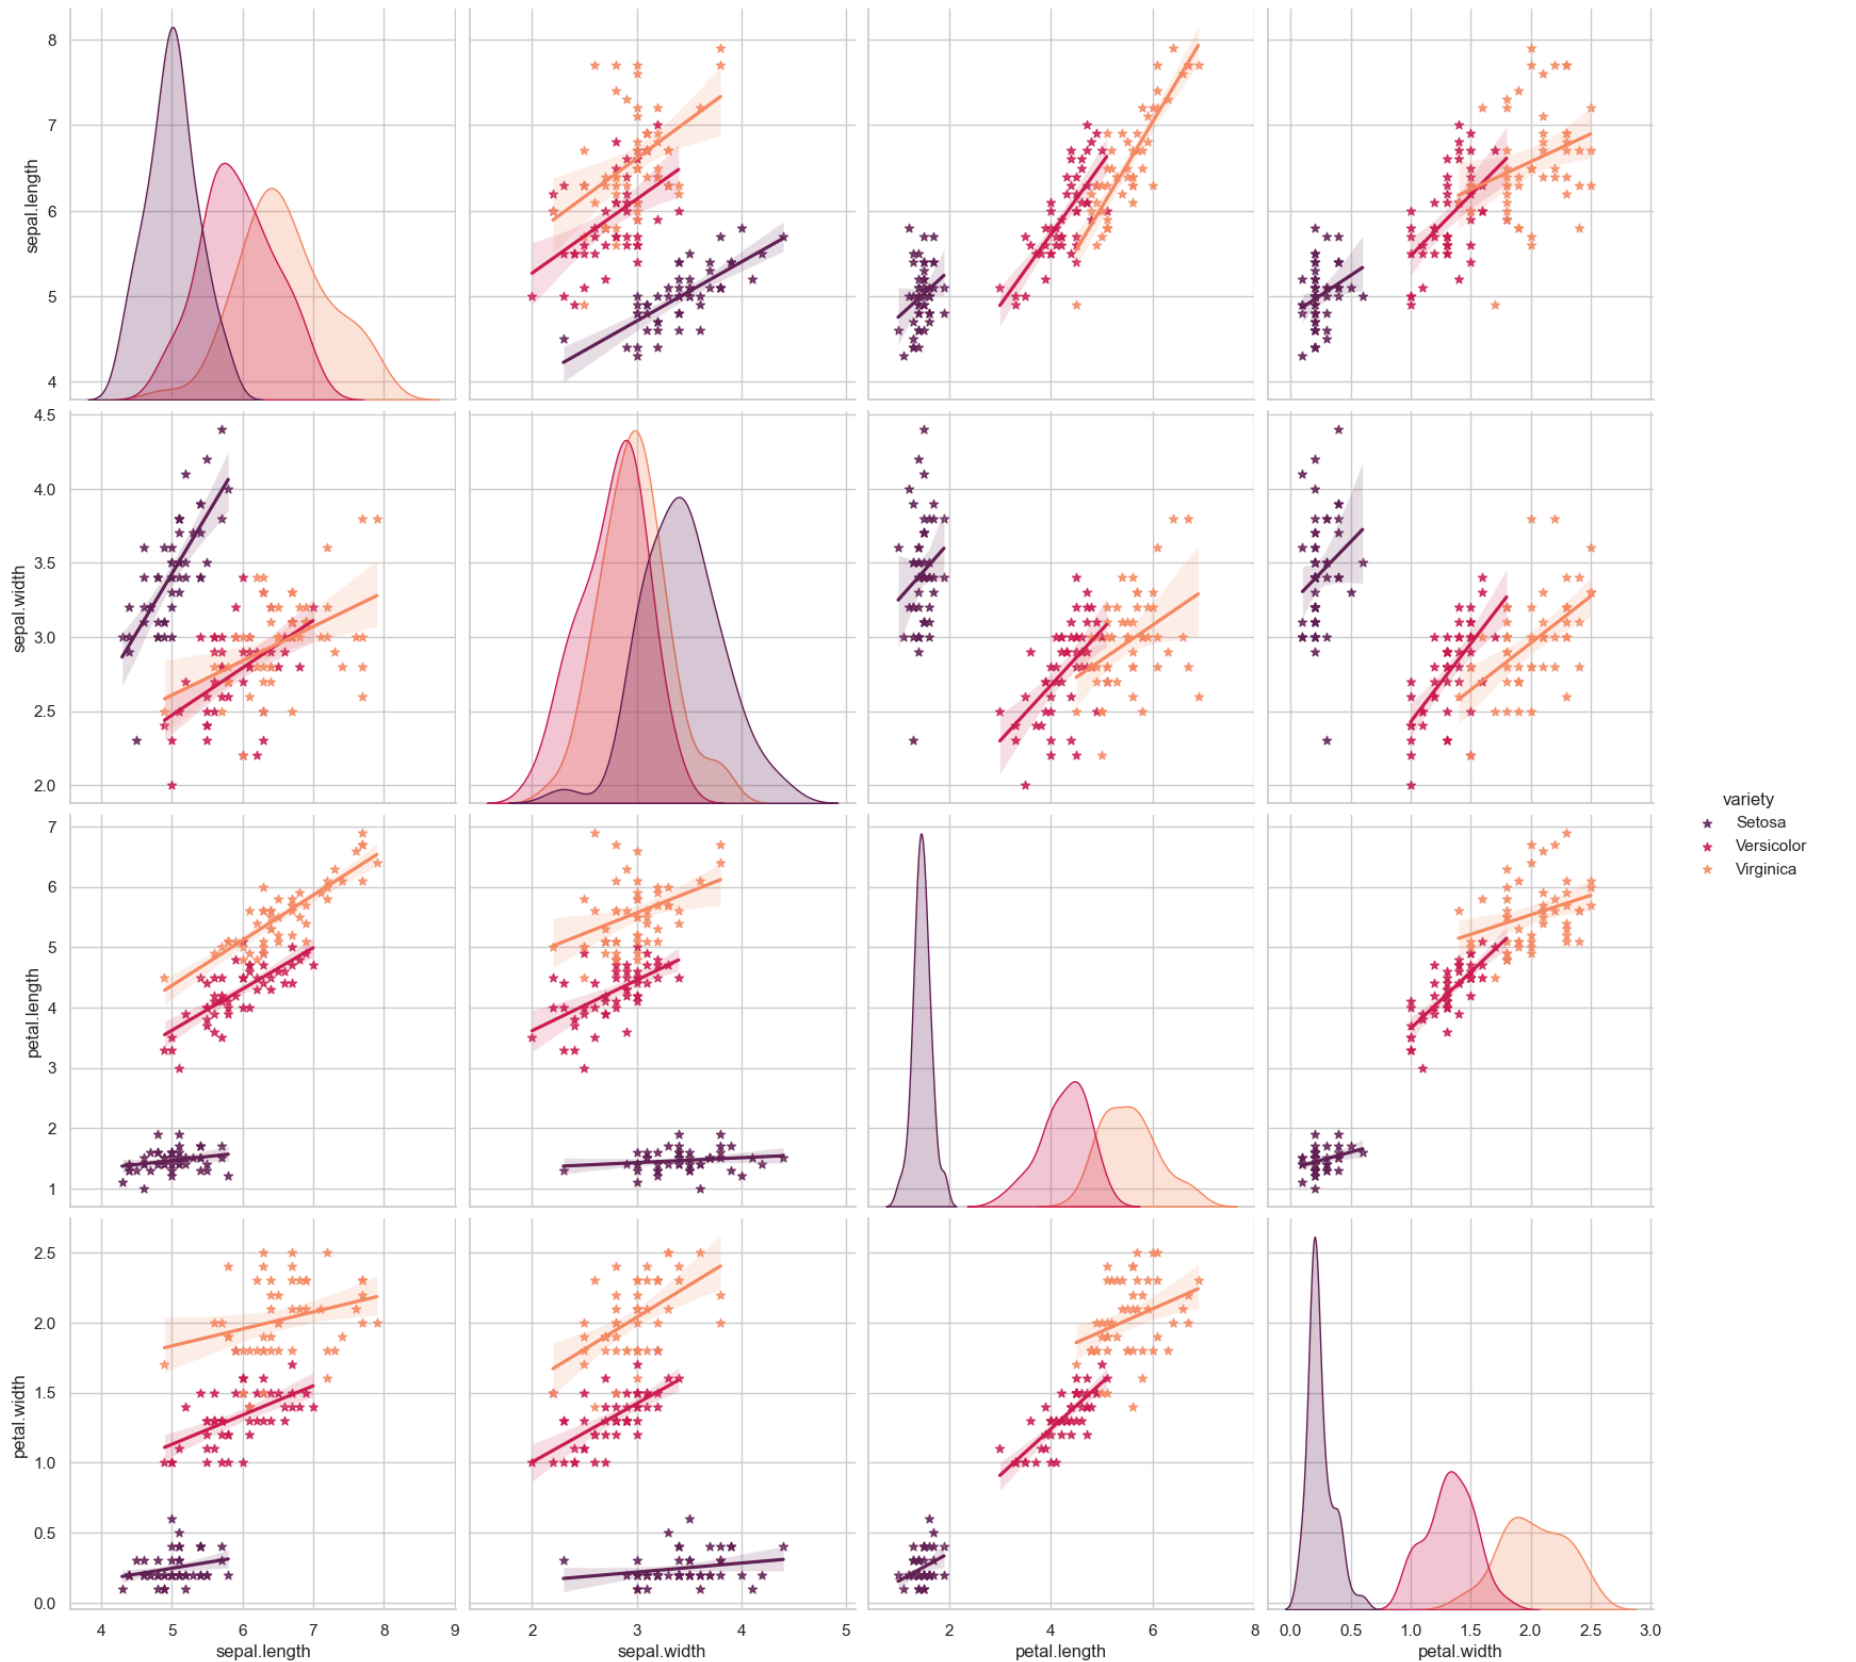 8
7
6
5
4
sepal.length
4.5
4.0
3.5
3.0
2.5
2.0
sepal.width
7
6
5
4
3
2
1
petal.length
2.5
2.0
1.5
1.0
0.5
0.0
petal.width
4 5 6 7 8 9
sepal.length
2 3 4 5
sepal.width
2 4 6 8
petal.length
0.0 0.5 1.0 1.5 2.0 2.5 3.0
petal.width
variety
Setosa
Versicolor
Virginica